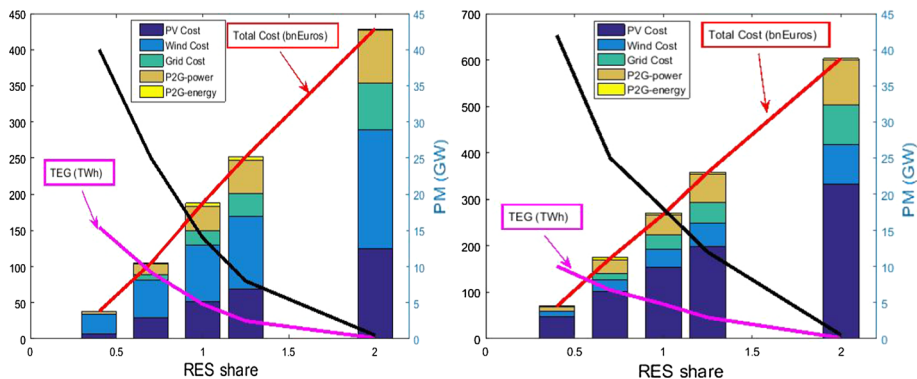 450
400
350
300
250
200
150
100
50
0
PV Cost
Wind Cost
Grid Cost
P2G-power
P2G-energy
Total Cost (bnEuros)
TEG (TWh)
45
40
35
30
25
20
15
10
5
0
PM (GW)
0 0.5 1 1.5 2
RES share
700
600
500
400
300
200
100
0
PV Cost
Wind Cost
Grid Cost
P2G-power
P2G-energy
Total Cost (bnEuros)
TEG (TWh)
45
40
35
30
25
20
15
10
5
0
PM (GW)
0 0.5 1 1.5 2
RES share